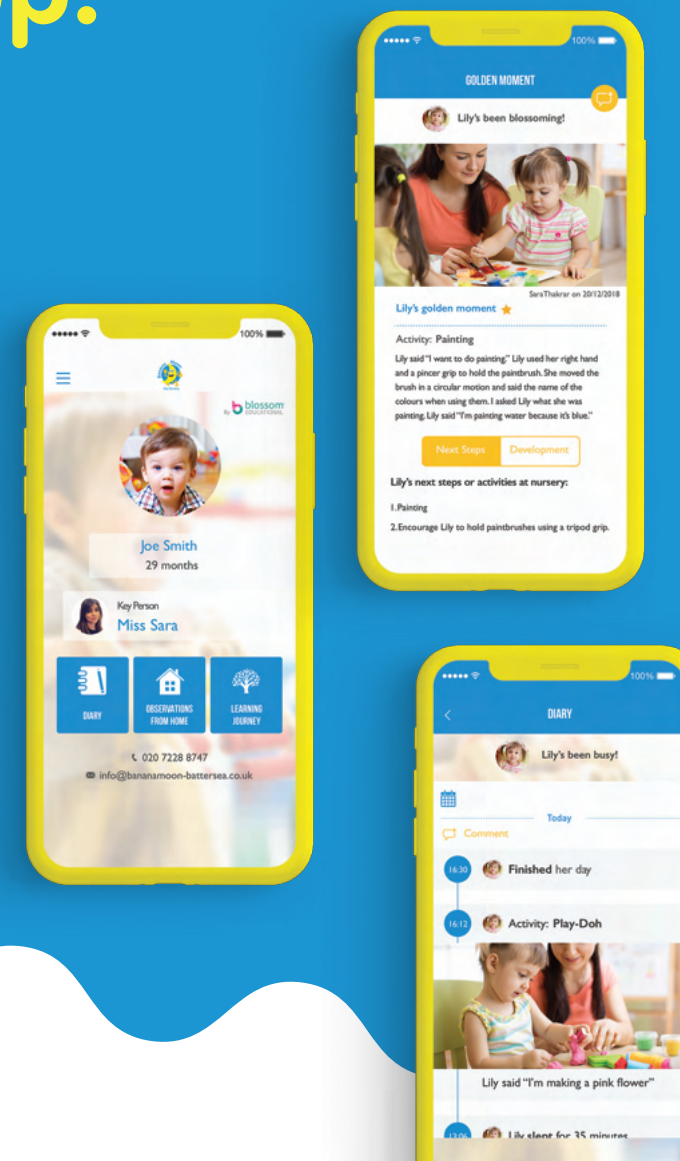 100%
GOLDEN MOMENT
Lily's been blossoming!
SaraThakrar on 20/12/2018
Lily's golden moment
Activity: Painting
Lily said "I want to do painting." Lily used her right hand
and a pincer grip to hold the paintbrush. She moved the
brush in a circular motion and said the name of the
colours when using them. I asked Lily what she was
painting. Lily said "I'm painting water because it's blue."
Next Steps
Development
Lily's next steps or activities at nursery:
1.Painting
2.Encourage Lily to hold paintbrushes using a tripod grip.
100%
By blossom
EDUCATIONAL
Joe Smith
29 months
Key Person
Miss Sara
DIARY
OBSERVATIONS
FROM HOME
LEARNING
JOURNEY
020 7228 8747
info@bananamoon-battersea.co.uk
100%
DIARY
Lily's been busy!
Today
Comment
16:30 Finished her day
16:12 Activity: Play-Doh
Lily said "I'm making a pink flower"
13:06 Lily slept for 35 minutes